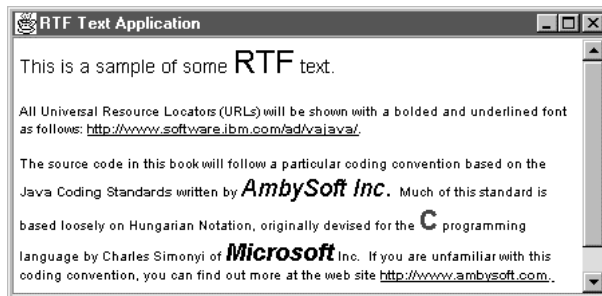 RTF Text Application
This is a sample of some RTF text.
All Universal Resource Locators (URLs) will be shown with a bolded and underlined font
as follows: http://www.software.ibm.com/ad/vajava/.
The source code in this book will follow a particular coding convention based on the
Java Coding Standards written by AmbySoft Inc. Much of this standard is
based loosely on Hungarian Notation, originally devised for the C programming
language by Charles Simonyi of Microsoft Inc. If you are unfamiliar with this
coding convention, you can find out more at the web site http://www.ambysoft.com..